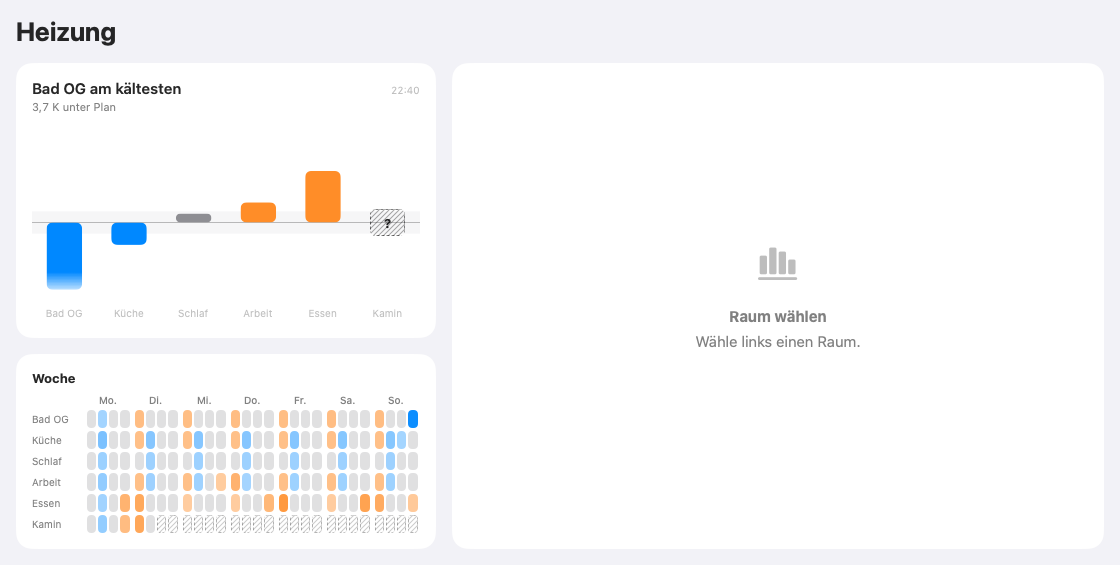 Heizung
Bad OG am kältesten
22:40
3,7 K unter Plan
?
Bad OG Küche Schlaf Arbeit Essen Kamin
Woche
Mo. Di. Mi. Do. Fr. Sa. So.
Bad OG
Küche
Schlaf
Arbeit
Essen
Kamin
Raum wählen
Wähle links einen Raum.